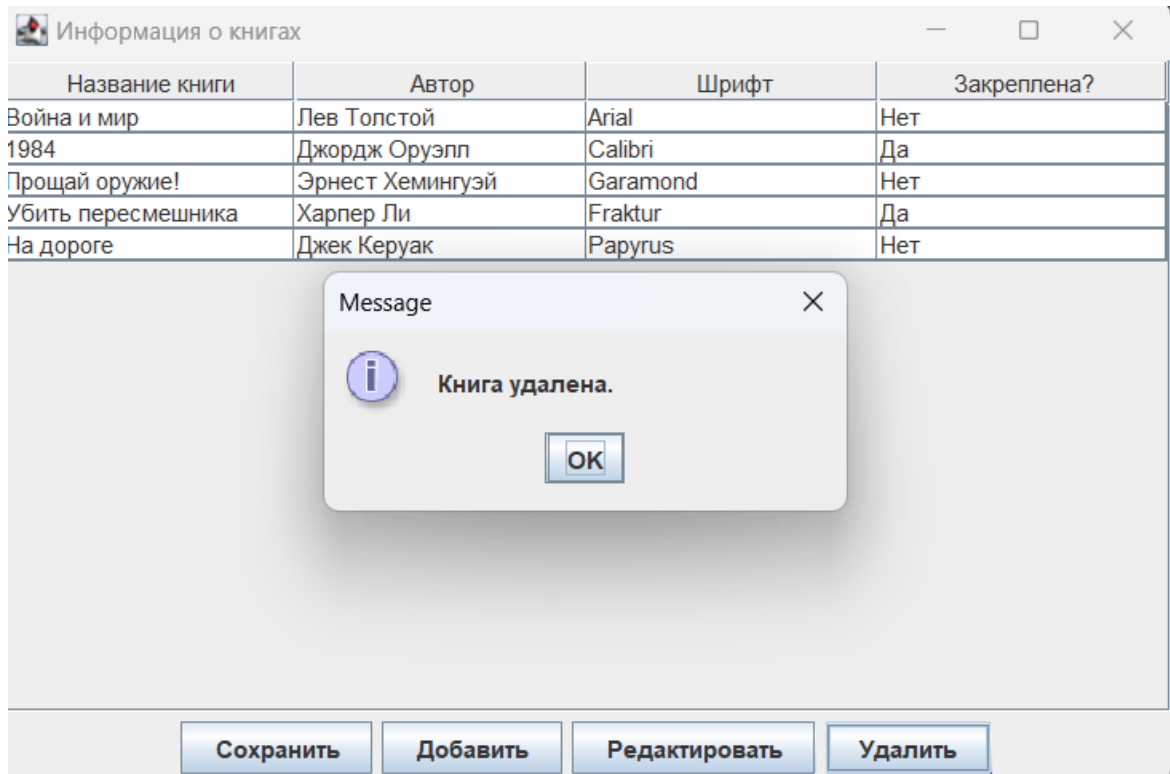 Информация о книгах
Название книги Автор Шрифт Закреплена?
Война и мир Лев Толстой Arial Нет
1984 Джордж Оруэлл Calibri Да
Прощай оружие! Эрнест Хемингуэй Garamond Нет
Убить пересмешника Харпер Ли Fraktur Да
На дороге Джек Керуак Papyrus Нет
Message
Книга удалена.
OK
Сохранить Добавить Редактировать Удалить